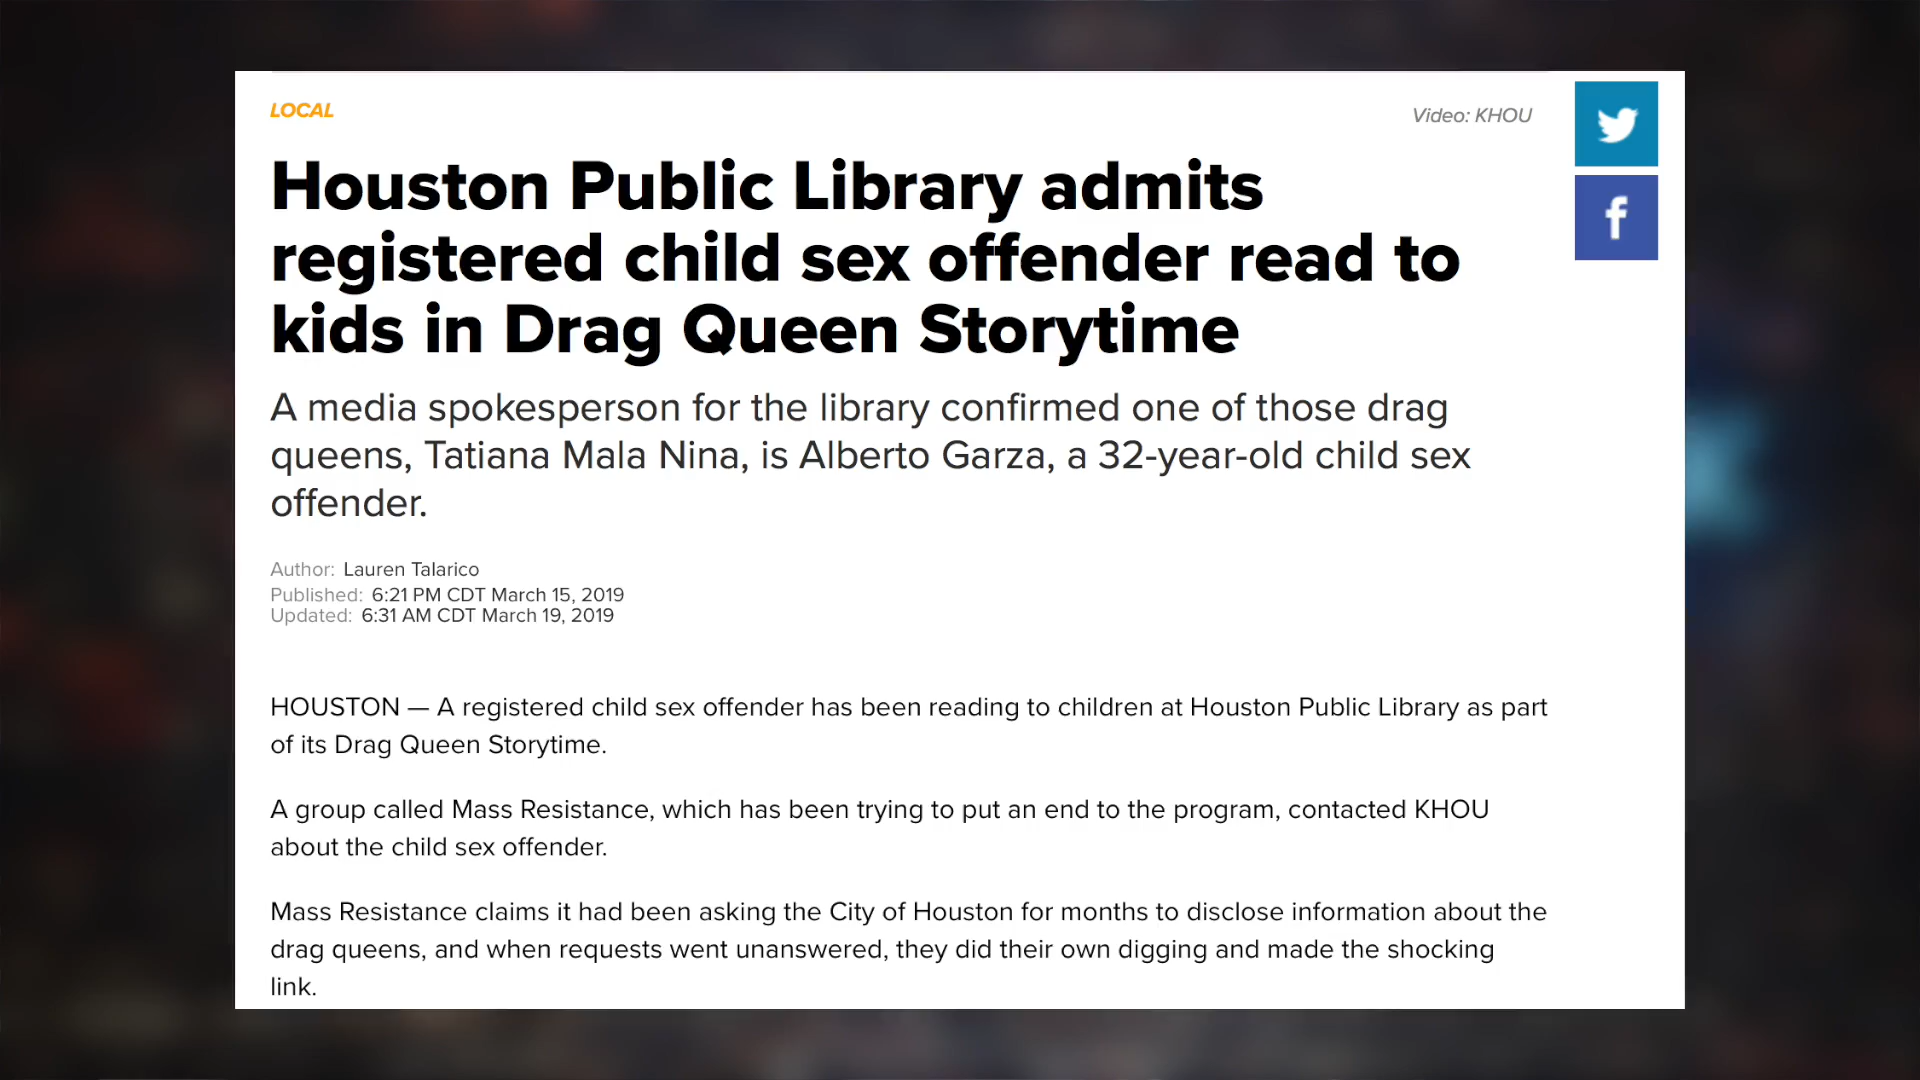 LOCAL
Video: KHOU
Houston Public Library admits
registered child sex offender read to
kids in Drag Queen Storytime
A media spokesperson for the library confirmed one of those drag
queens, Tatiana Mala Nina, is Alberto Garza, a 32-year-old child sex
offender.
Author: Lauren Talarico
Published: 6:21 PM CDT March 15, 2019
Updated: 6:31 AM CDT March 19, 2019
HOUSTON — A registered child sex offender has been reading to children at Houston Public Library as part
of its Drag Queen Storytime.
A group called Mass Resistance, which has been trying to put an end to the program, contacted KHOU
about the child sex offender.
Mass Resistance claims it had been asking the City of Houston for months to disclose information about the
drag queens, and when requests went unanswered, they did their own digging and made the shocking
link.